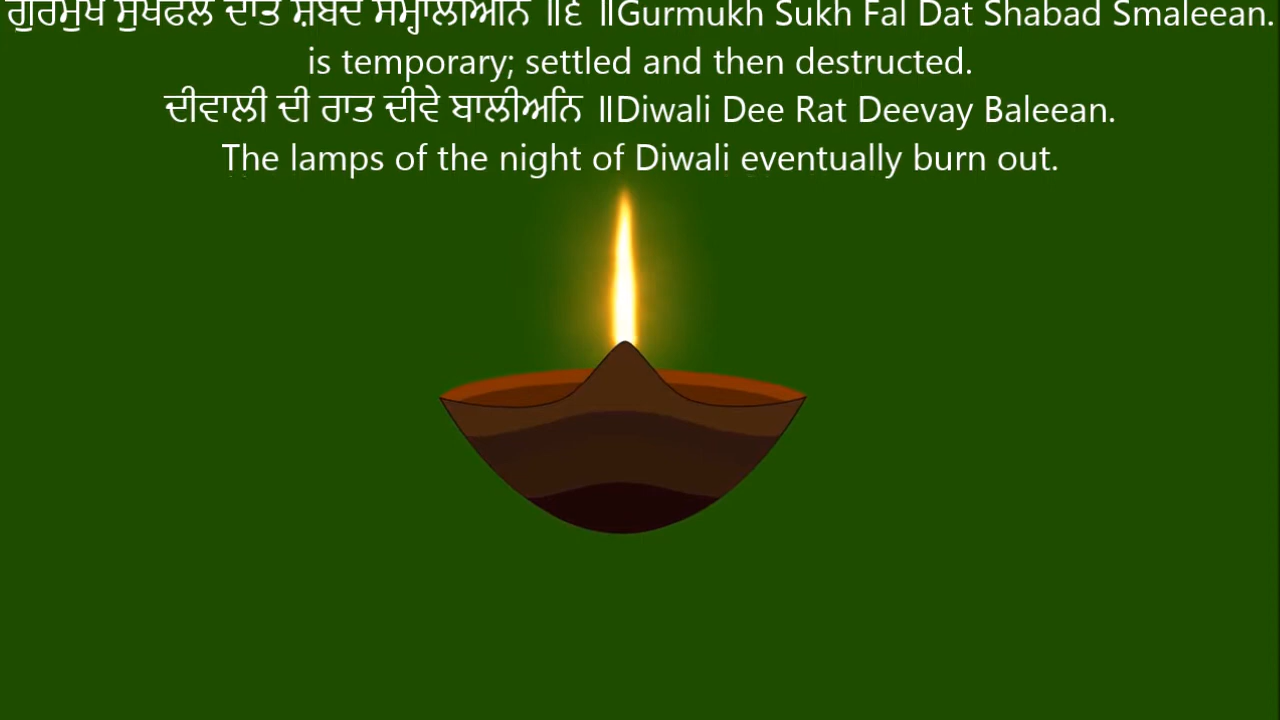 ਗੁਰਮੁਖ ਸੁਖਫਲ ਦਾਤ ਸ਼ਬਦ ਸਮ੍ਹਾਲੀਅਨਿ ॥੬ ॥Gurmukh Sukh Fal Dat Shabad Smaleean.
is temporary; settled and then destructed.
ਦੀਵਾਲੀ ਦੀ ਰਾਤ ਦੀਵੇ ਬਾਲੀਅਨਿ ॥Diwali Dee Rat Deevay Baleean.
The lamps of the night of Diwali eventually burn out.